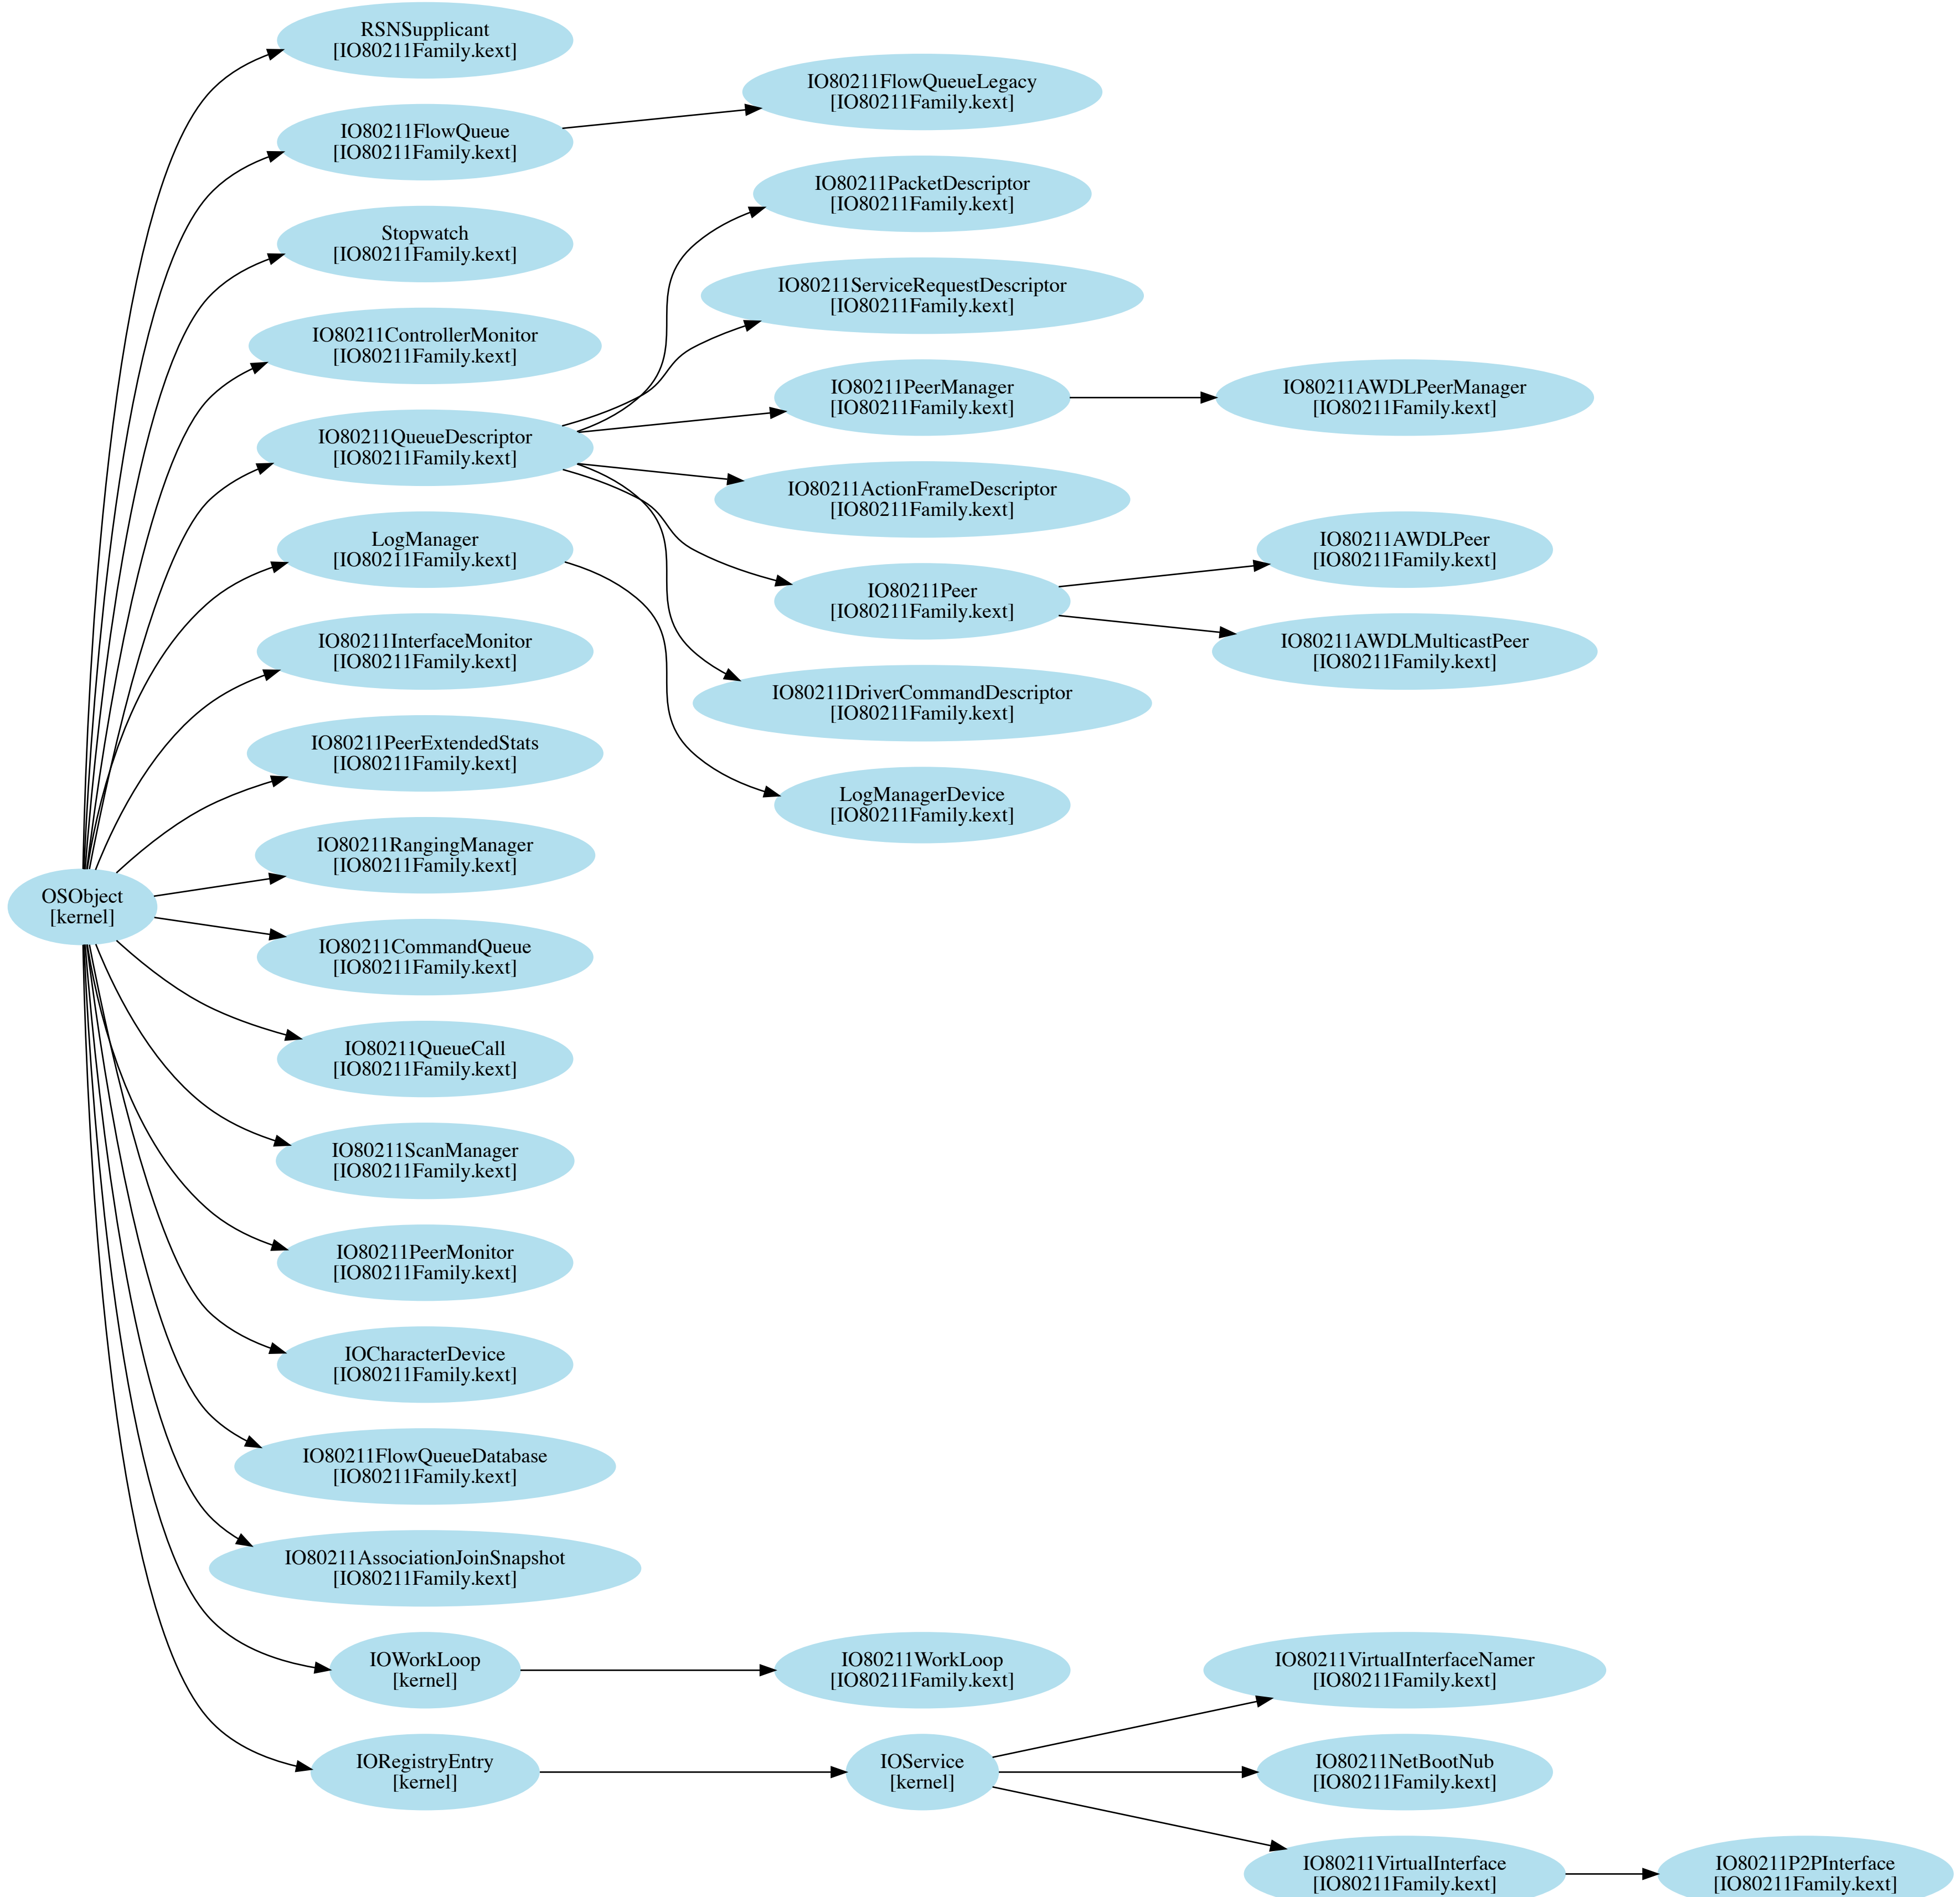 RSNSupplicant
[IO80211Family.kext]
IO80211FlowQueueLegacy
[IO80211Family.kext]
IO80211FlowQueue
[IO80211Family.kext]
IO80211PacketDescriptor
[IO80211Family.kext]
Stopwatch
[IO80211Family.kext]
IO80211ServiceRequestDescriptor
[IO80211Family.kext]
IO80211ControllerMonitor
[IO80211Family.kext]
IO80211PeerManager
[IO80211Family.kext]
IO80211AWDLPeerManager
[IO80211Family.kext]
IO80211QueueDescriptor
[IO80211Family.kext]
IO80211ActionFrameDescriptor
[IO80211Family.kext]
LogManager
[IO80211Family.kext]
IO80211AWDLPeer
[IO80211Family.kext]
IO80211Peer
[IO80211Family.kext]
IO80211InterfaceMonitor
[IO80211Family.kext]
IO80211AWDLMulticastPeer
[IO80211Family.kext]
IO80211DriverCommandDescriptor
[IO80211Family.kext]
IO80211PeerExtendedStats
[IO80211Family.kext]
LogManagerDevice
[IO80211Family.kext]
IO80211RangingManager
[IO80211Family.kext]
OSObject
[kernel]
IO80211CommandQueue
[IO80211Family.kext]
IO80211QueueCall
[IO80211Family.kext]
IO80211ScanManager
[IO80211Family.kext]
IO80211PeerMonitor
[IO80211Family.kext]
IOCharacterDevice
[IO80211Family.kext]
IO80211FlowQueueDatabase
[IO80211Family.kext]
IO80211AssociationJoinSnapshot
[IO80211Family.kext]
IOWorkLoop
[kernel]
IO80211WorkLoop
[IO80211Family.kext]
IO80211VirtualInterfaceNamer
[IO80211Family.kext]
IORegistryEntry
[kernel]
IOService
[kernel]
IO80211NetBootNub
[IO80211Family.kext]
IO80211VirtualInterface
[IO80211Family.kext]
IO80211P2PInterface
[IO80211Family.kext]